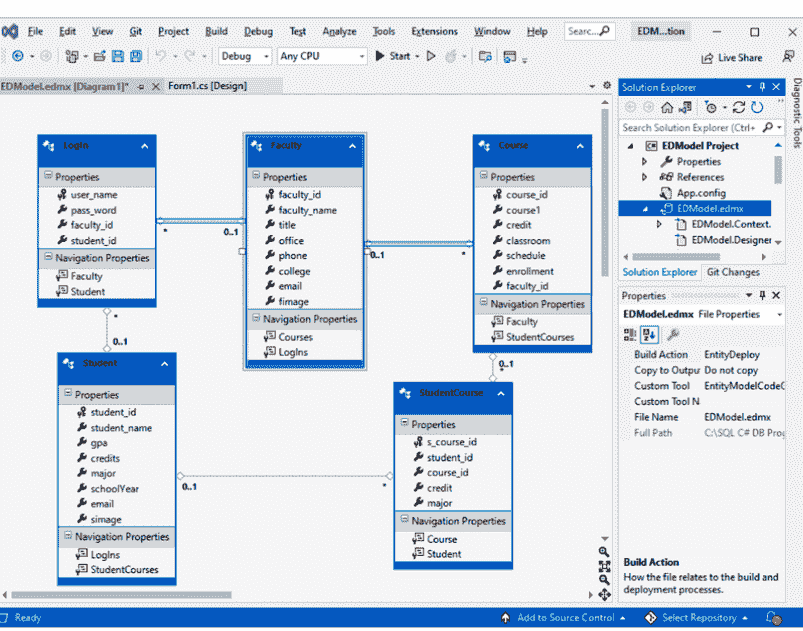 File Edit View Git Project Build Debug Test Analyze Tools Extensions Window Help Searc... EDM...tion
Debug Any CPU Start Live Share
EDModel.edmx [Diagram1]* Form1.cs [Design]
LogIn
Properties
user_name
pass_word
faculty_id
student_id
Navigation Properties
Faculty
Student
* 0..1
Faculty
Properties
faculty_id
faculty_name
title
office
phone
college
email
fimage
Navigation Properties
Courses
LogIns
0..1 *
Course
Properties
course_id
course1
credit
classroom
schedule
enrollment
faculty_id
Navigation Properties
Faculty
StudentCourses
*
0..1
0..1
*
Student
Properties
student_id
student_name
gpa
credits
major
schoolYear
email
simage
Navigation Properties
LogIns
StudentCourses
0..1 *
StudentCourse
Properties
s_course_id
student_id
course_id
credit
major
Navigation Properties
Course
Student
Solution Explorer
Search Solution Explorer (Ctrl+
EDModel Project
Properties
References
App.config
EDModel.edmx
EDModel.Context.
EDModel.Designer
Solution Explorer Git Changes
Properties
EDModel.edmx File Properties
Build Action EntityDeploy
Copy to Outpu Do not copy
Custom Tool EntityModelCodeG
Custom Tool N
File Name EDModel.edmx
Full Path C:\SQL C# DB Prog
Build Action
How the file relates to the build and
deployment processes.
Diagnostic Tools
Ready Add to Source Control Select Repository